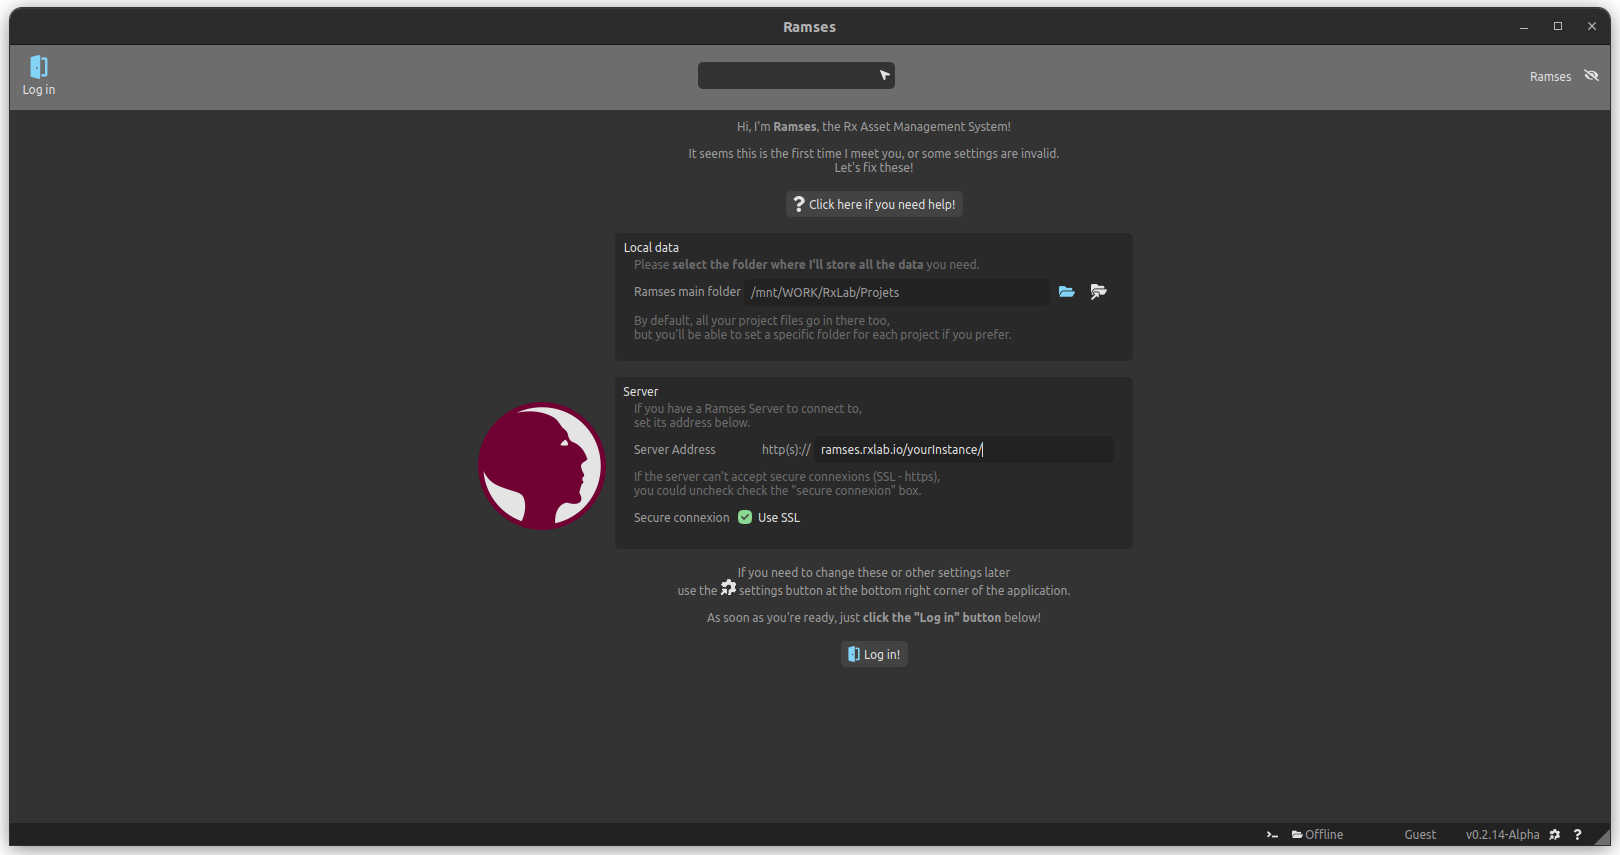 Ramses
Log in
Ramses
Hi, I'm Ramses, the Rx Asset Management System!
It seems this is the first time I meet you, or some settings are invalid.
Let's fix these!
? Click here if you need help!
Local data
Please select the folder where I'll store all the data you need.
Ramses main folder /mnt/WORK/RxLab/Projets
By default, all your project files go in there too,
but you'll be able to set a specific folder for each project if you prefer.
Server
If you have a Ramses Server to connect to,
set its address below.
Server Address http(s):// ramses.rxlab.io/yourInstance/
If the server can't accept secure connexions (SSL - https),
you could uncheck check the "secure connexion" box.
Secure connexion Use SSL
If you need to change these or other settings later
use the settings button at the bottom right corner of the application.
As soon as you're ready, just click the "Log in" button below!
Log in!
Offline Guest v0.2.14-Alpha ?